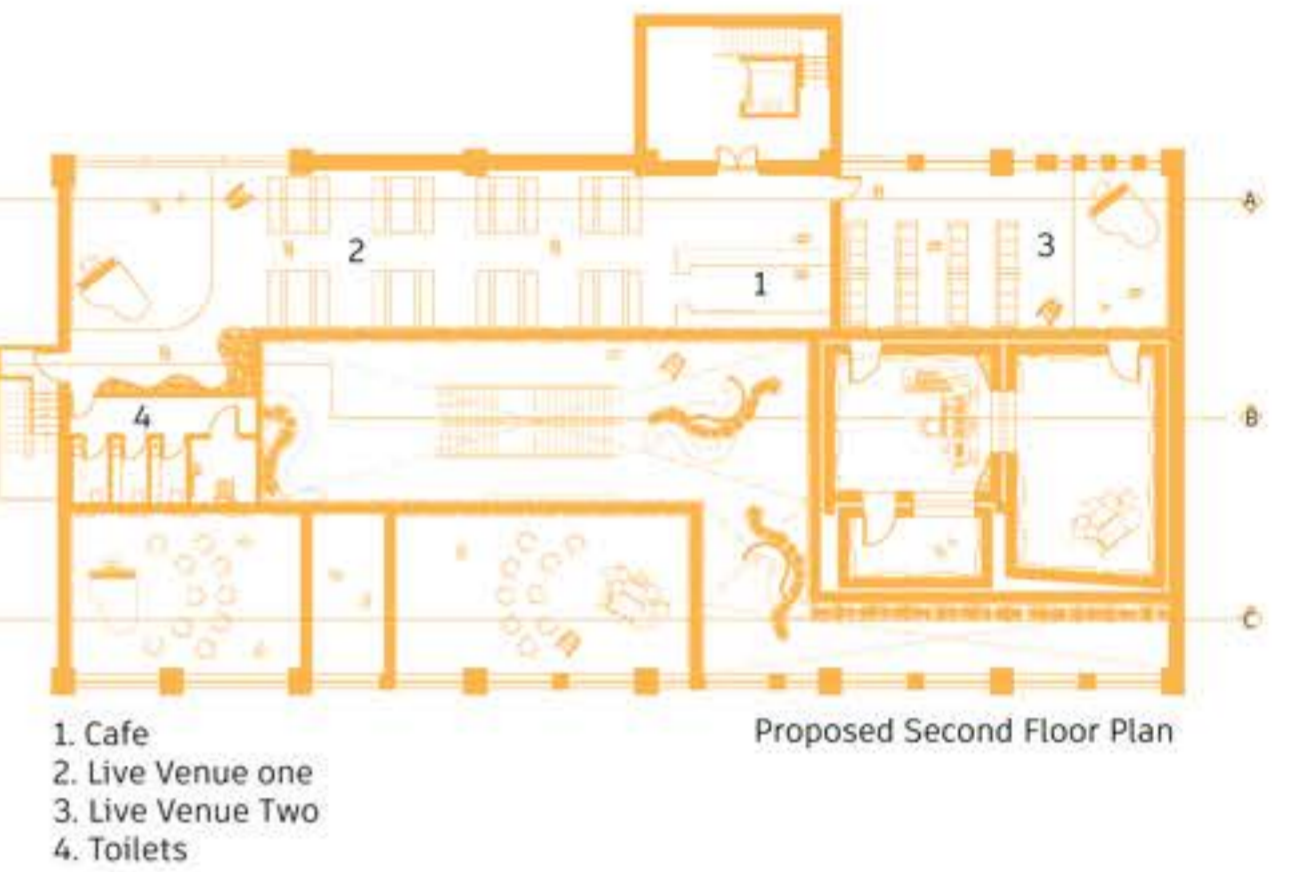 2
1
3
4
A
B
C
1. Cafe
2. Live Venue one
3. Live Venue Two
4. Toilets
Proposed Second Floor Plan